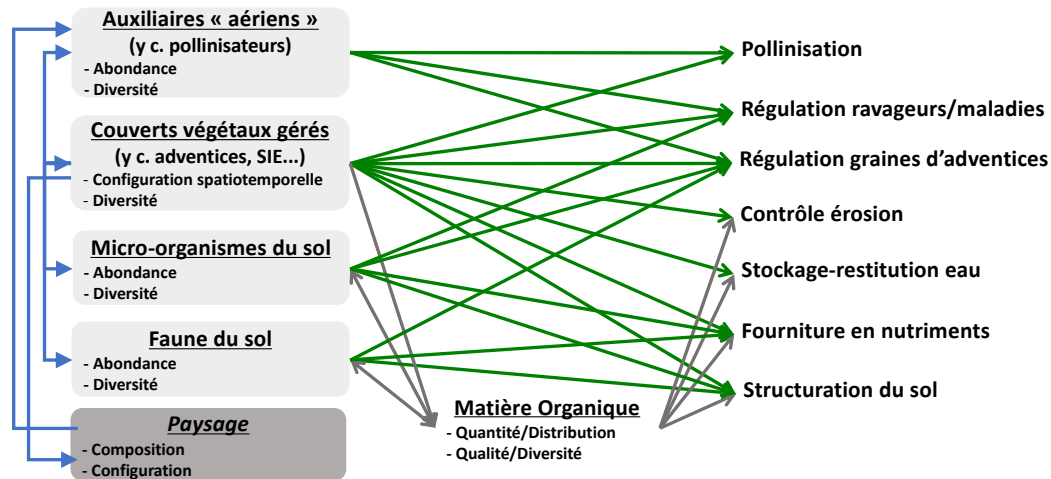 Auxiliaires « aériens »
(y c. pollinisateurs)
- Abondance
- Diversité
Couverts végétaux gérés
(y c. adventices, SIE...)
- Configuration spatiotemporelle
- Diversité
Micro-organismes du sol
- Abondance
- Diversité
Faune du sol
- Abondance
- Diversité
Paysage
- Composition
- Configuration
Matière Organique
- Quantité/Distribution
- Qualité/Diversité
Pollinisation
Régulation ravageurs/maladies
Régulation graines d’adventices
Contrôle érosion
Stockage-restitution eau
Fourniture en nutriments
Structuration du sol